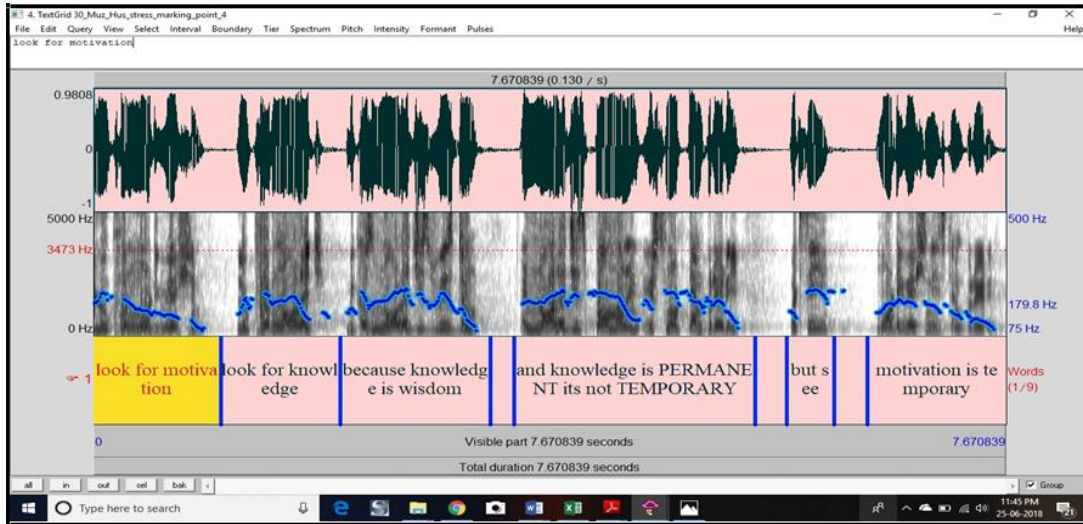 4. TextGrid 30_Muz_Hus_stress_marking_point_4
File Edit Query View Select Interval Boundary Tier Spectrum Pitch Intensity Formant Pulses Help
look for motivation
7.670839 (0.130 / s)
0.9808
0
-1
5000 Hz 500 Hz
3473 Hz
179.8 Hz
0 Hz 75 Hz
look for motiva look for knowl because knowledg and knowledge is PERMANE but s motivation is te Words
1 tion edge e is wisdom NT its not TEMPORARY ee mporary (1/9)
0 Visible part 7.670839 seconds 7.670839
Total duration 7.670839 seconds
all in out sel bak Group
Type here to search 11:45 PM
25-06-2018